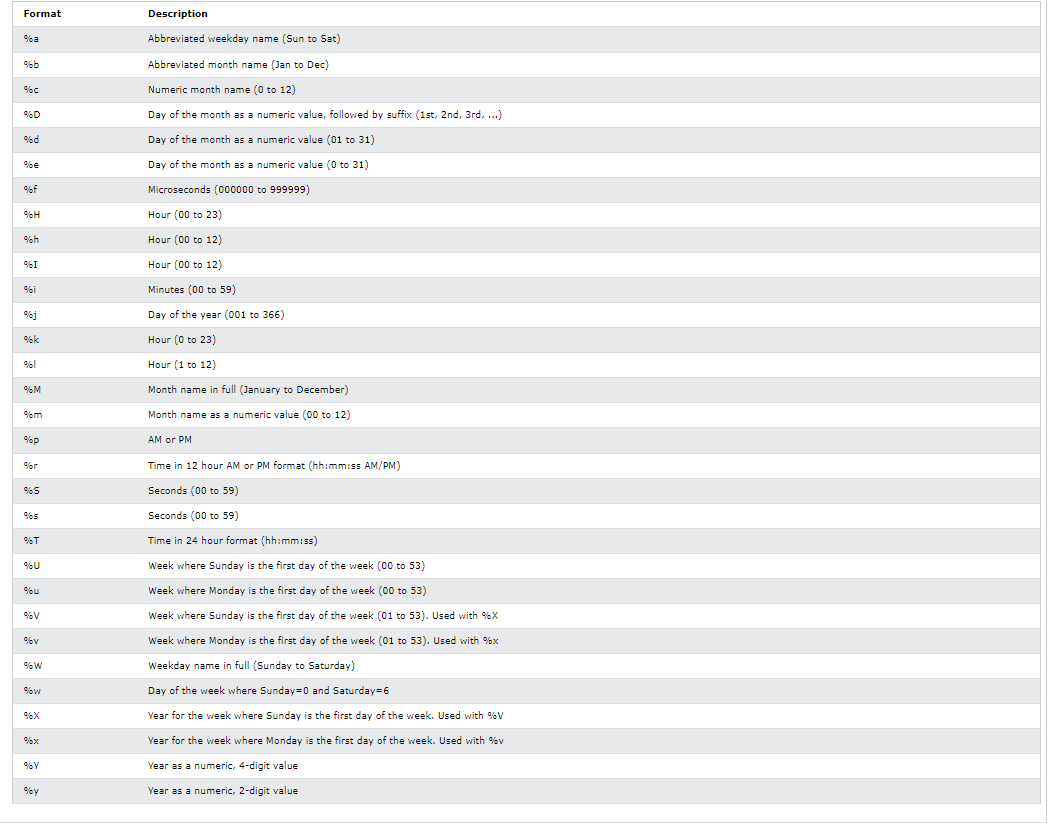 Format Description
%a Abbreviated weekday name (Sun to Sat)
%b Abbreviated month name (Jan to Dec)
%c Numeric month name (0 to 12)
%D Day of the month as a numeric value, followed by suffix (1st, 2nd, 3rd, ...)
%d Day of the month as a numeric value (01 to 31)
%e Day of the month as a numeric value (0 to 31)
%f Microseconds (000000 to 999999)
%H Hour (00 to 23)
%h Hour (00 to 12)
%I Hour (00 to 12)
%i Minutes (00 to 59)
%j Day of the year (001 to 366)
%k Hour (0 to 23)
%l Hour (1 to 12)
%M Month name in full (January to December)
%m Month name as a numeric value (00 to 12)
%p AM or PM
%r Time in 12 hour AM or PM format (hh:mm:ss AM/PM)
%S Seconds (00 to 59)
%s Seconds (00 to 59)
%T Time in 24 hour format (hh:mm:ss)
%U Week where Sunday is the first day of the week (00 to 53)
%u Week where Monday is the first day of the week (00 to 53)
%V Week where Sunday is the first day of the week (01 to 53). Used with %X
%v Week where Monday is the first day of the week (01 to 53). Used with %x
%W Weekday name in full (Sunday to Saturday)
%w Day of the week where Sunday=0 and Saturday=6
%X Year for the week where Sunday is the first day of the week. Used with %V
%x Year for the week where Monday is the first day of the week. Used with %v
%Y Year as a numeric, 4-digit value
%y Year as a numeric, 2-digit value